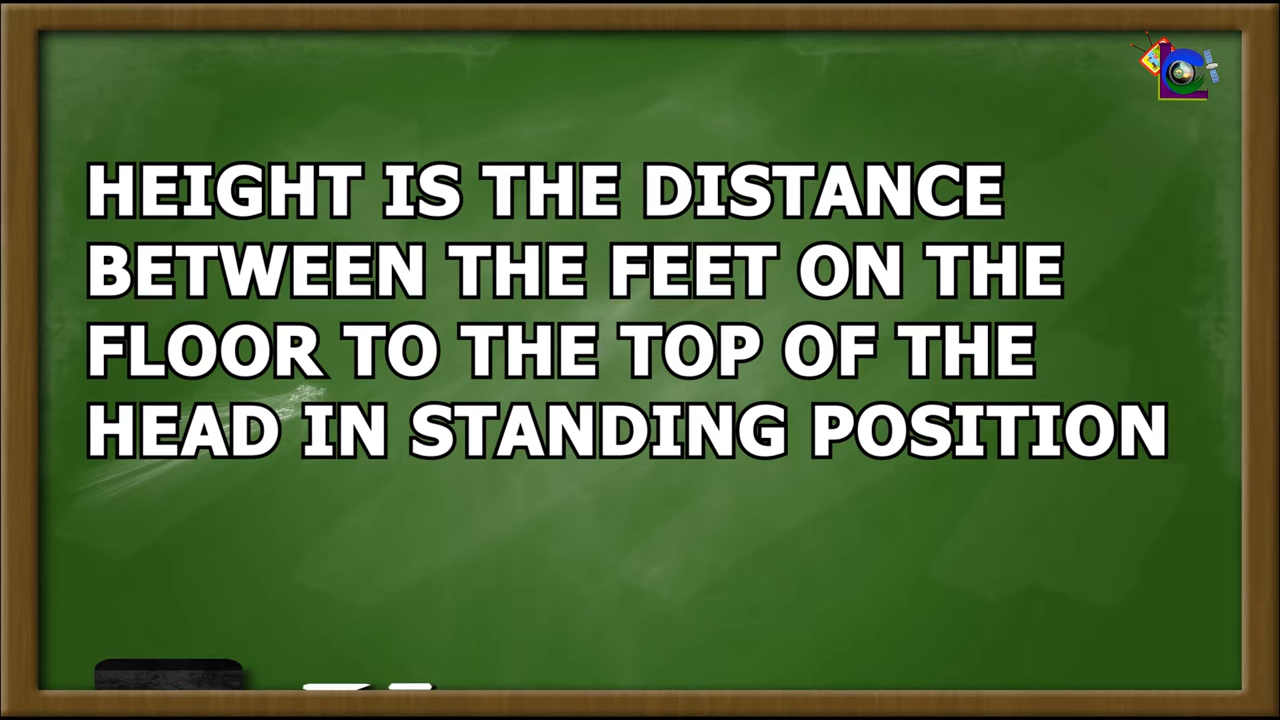 HEIGHT IS THE DISTANCE
BETWEEN THE FEET ON THE
FLOOR TO THE TOP OF THE
HEAD IN STANDING POSITION